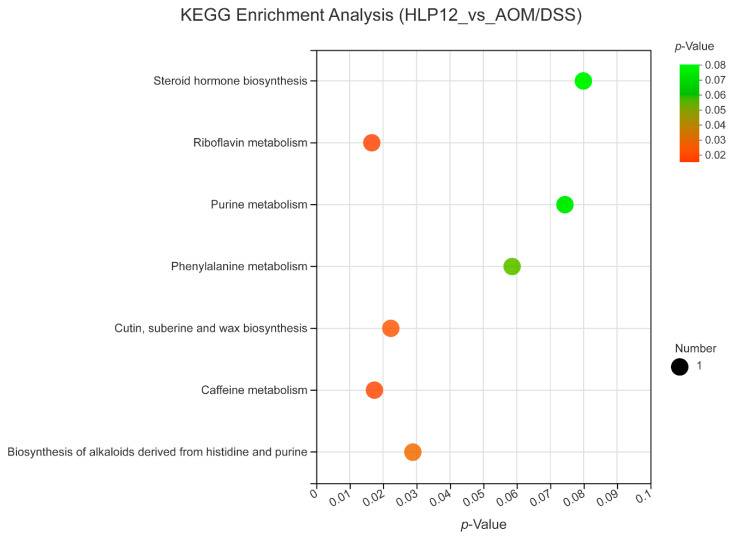 KEGG Enrichment Analysis (HLP12_vs_AOM/DSS)
p-Value
0.08
0.07
0.06
0.05
0.04
0.03
0.02
Steroid hormone biosynthesis
Riboflavin metabolism
Purine metabolism
Phenylalanine metabolism
Cutin, suberine and wax biosynthesis
Caffeine metabolism
Biosynthesis of alkaloids derived from histidine and purine
Number
1
0 0.01 0.02 0.03 0.04 0.05 0.06 0.07 0.08 0.09 0.1
p-Value